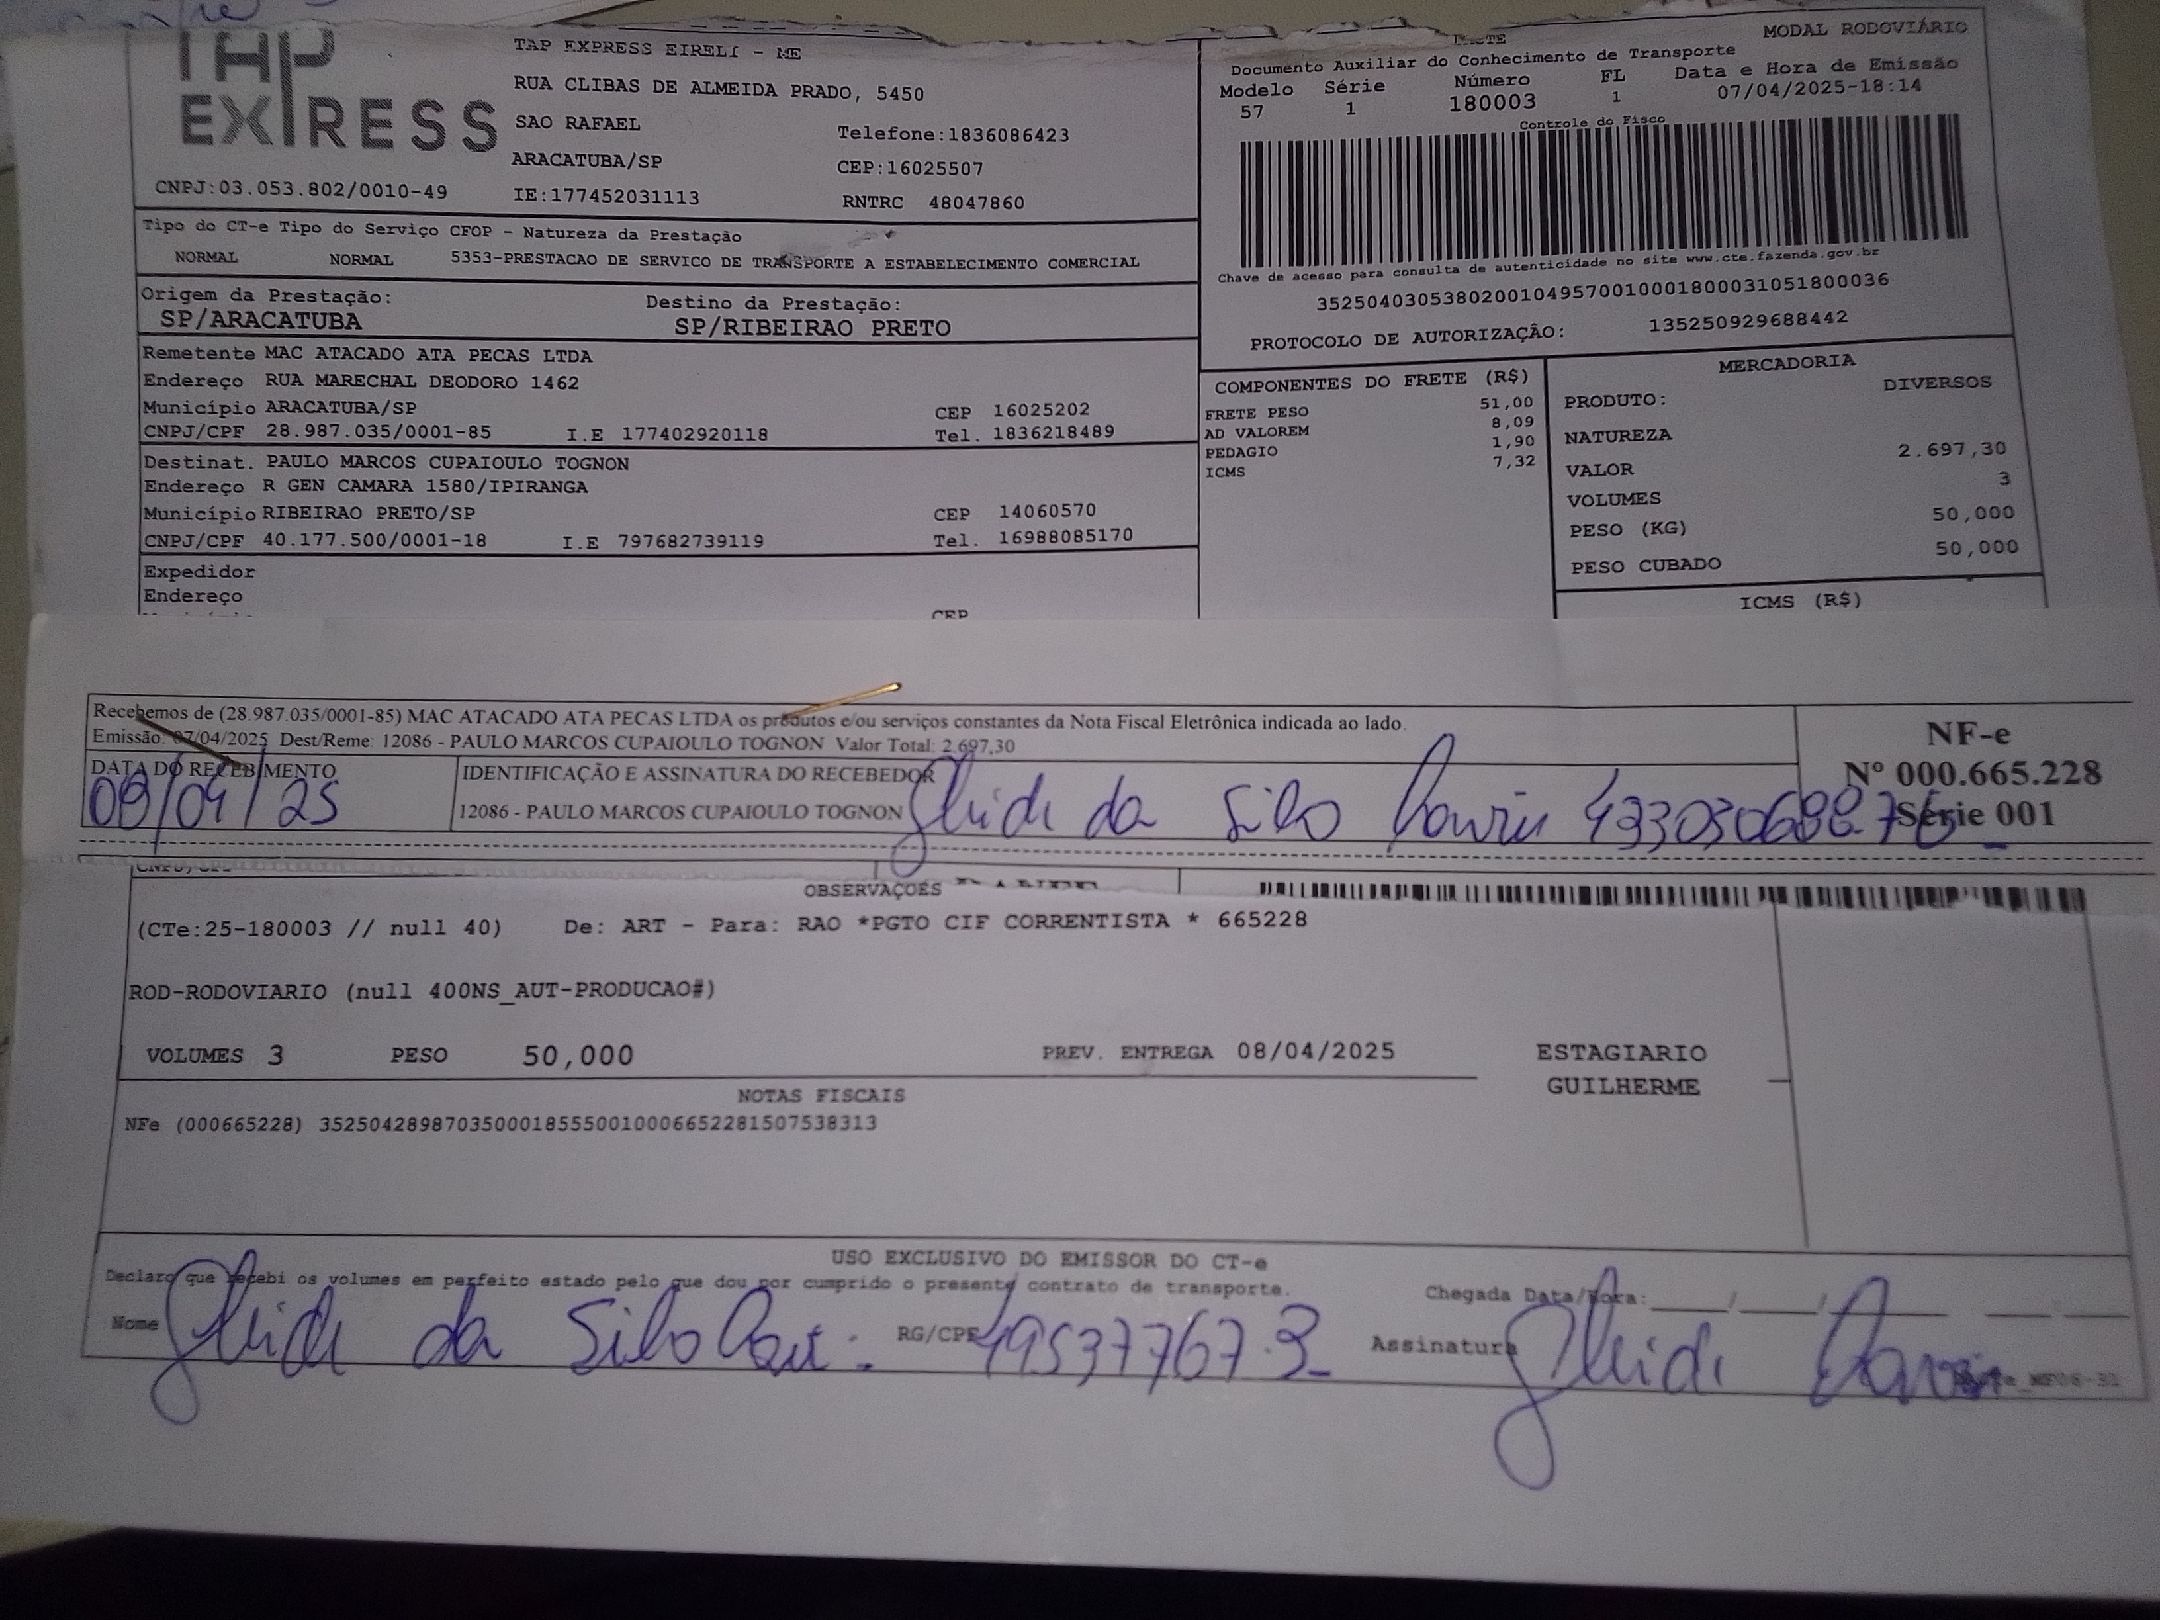 TAP EXPRESS
TAP EXPRESS EIRELI - ME
RUA CLIBAS DE ALMEIDA PRADO, 5450
SAO RAFAEL
Telefone:1836086423
ARACATUBA/SP
CEP:16025507
CNPJ:03.053.802/0010-49
IE:177452031113
RNTRC 48047860
MODAL RODOVIÁRIO
Documento Auxiliar do Conhecimento de Transporte
Modelo Série Número FL Data e Hora de Emissão
57 1 180003 1 07/04/2025-18:14
Controle do Fisco
Chave de acesso para consulta de autenticidade no site www.cte.fazenda.gov.br
35250403053802001049570010001800031051800036
PROTOCOLO DE AUTORIZAÇÃO: 135250929688442
Tipo do CT-e Tipo do Serviço CFOP - Natureza da Prestação
NORMAL NORMAL 5353-PRESTACAO DE SERVICO DE TRANSPORTE A ESTABELECIMENTO COMERCIAL
Origem da Prestação: Destino da Prestação:
SP/ARACATUBA SP/RIBEIRAO PRETO
Remetente MAC ATACADO ATA PECAS LTDA
Endereço RUA MARECHAL DEODORO 1462
Município ARACATUBA/SP CEP 16025202
CNPJ/CPF 28.987.035/0001-85 I.E 177402920118 Tel. 1836218489
Destinat. PAULO MARCOS CUPAIOULO TOGNON
Endereço R GEN CAMARA 1580/IPIRANGA
Município RIBEIRAO PRETO/SP CEP 14060570
CNPJ/CPF 40.177.500/0001-18 I.E 797682739119 Tel. 16988085170
Expedidor
Endereço
CEP
COMPONENTES DO FRETE (R$)
FRETE PESO 51,00
AD VALOREM 8,09
PEDAGIO 1,90
ICMS 7,32
MERCADORIA
PRODUTO: DIVERSOS
NATUREZA
VALOR 2.697,30
VOLUMES 3
PESO (KG) 50,000
PESO CUBADO 50,000
ICMS (R$)
Recebemos de (28.987.035/0001-85) MAC ATACADO ATA PECAS LTDA os produtos e/ou serviços constantes da Nota Fiscal Eletrônica indicada ao lado.
Emissão: 07/04/2025 Dest/Reme: 12086 - PAULO MARCOS CUPAIOULO TOGNON Valor Total: 2.697,30
DATA DO RECEBIMENTO
08/04/25
IDENTIFICAÇÃO E ASSINATURA DO RECEBEDOR
12086 - PAULO MARCOS CUPAIOULO TOGNON
da Silva
NF-e
Nº 000.665.228
Série 001
OBSERVAÇOES
(CTe:25-180003 // null 40) De: ART - Para: RAO *PGTO CIF CORRENTISTA * 665228
ROD-RODOVIARIO (null 400NS_AUT-PRODUCAO#)
VOLUMES 3 PESO 50,000 PREV. ENTREGA 08/04/2025
ESTAGIARIO
GUILHERME
NOTAS FISCAIS
NFe (000665228) 35250428987035000185550010006652281507538313
USO EXCLUSIVO DO EMISSOR DO CT-e
Declaro que recebi os volumes em perfeito estado pelo que dou por cumprido o presente contrato de transporte.
Chegada Data/Hora:____/____/____ ___ ___
Nome da Silva RG/CPF 49537767.3 Assinatura